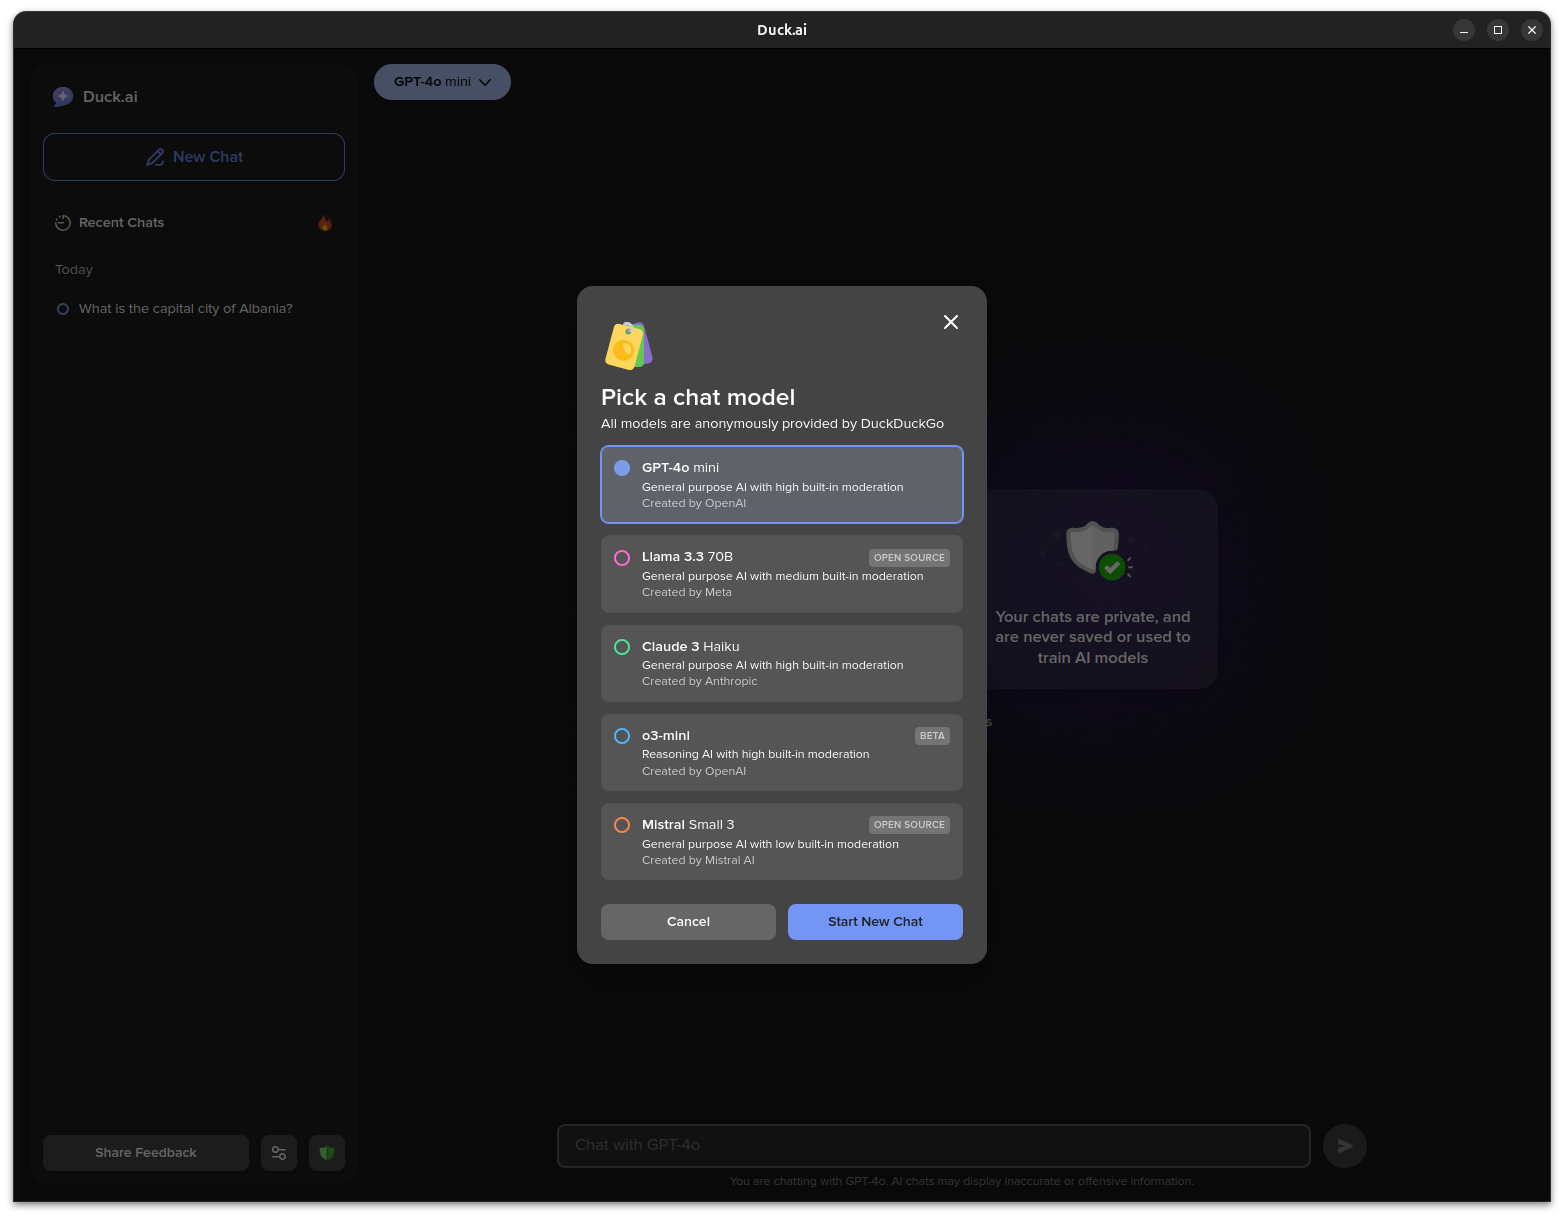 Duck.ai
Duck.ai
GPT-4o mini
New Chat
Recent Chats
Today
What is the capital city of Albania?
Pick a chat model
All models are anonymously provided by DuckDuckGo
GPT-4o mini
General purpose AI with high built-in moderation
Created by OpenAI
Llama 3.3 70B
OPEN SOURCE
General purpose AI with medium built-in moderation
Created by Meta
Claude 3 Haiku
General purpose AI with high built-in moderation
Created by Anthropic
o3-mini
BETA
Reasoning AI with high built-in moderation
Created by OpenAI
Mistral Small 3
OPEN SOURCE
General purpose AI with low built-in moderation
Created by Mistral AI
Cancel
Start New Chat
Your chats are private, and
are never saved or used to
train AI models
Share Feedback
Chat with GPT-4o
You are chatting with GPT-4o. AI chats may display inaccurate or offensive information.